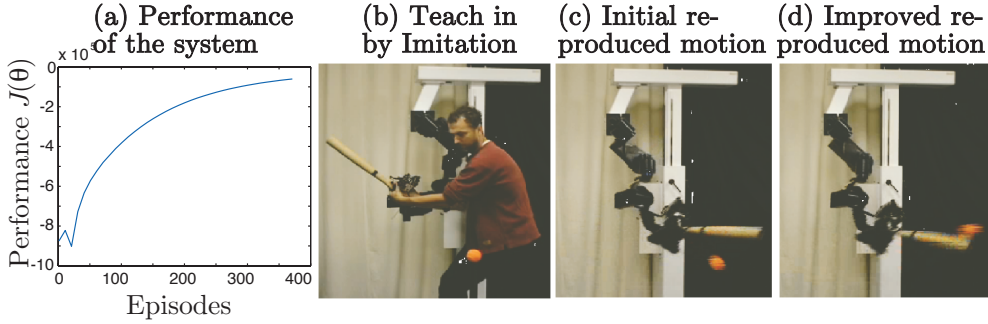 (a) Performance
of the system
(b) Teach in
by Imitation
(c) Initial re-
produced motion
(d) Improved re-
produced motion
x 10⁵
0
-2
-4
-6
-8
-10
Performance J(θ)
0 100 200 300 400
Episodes